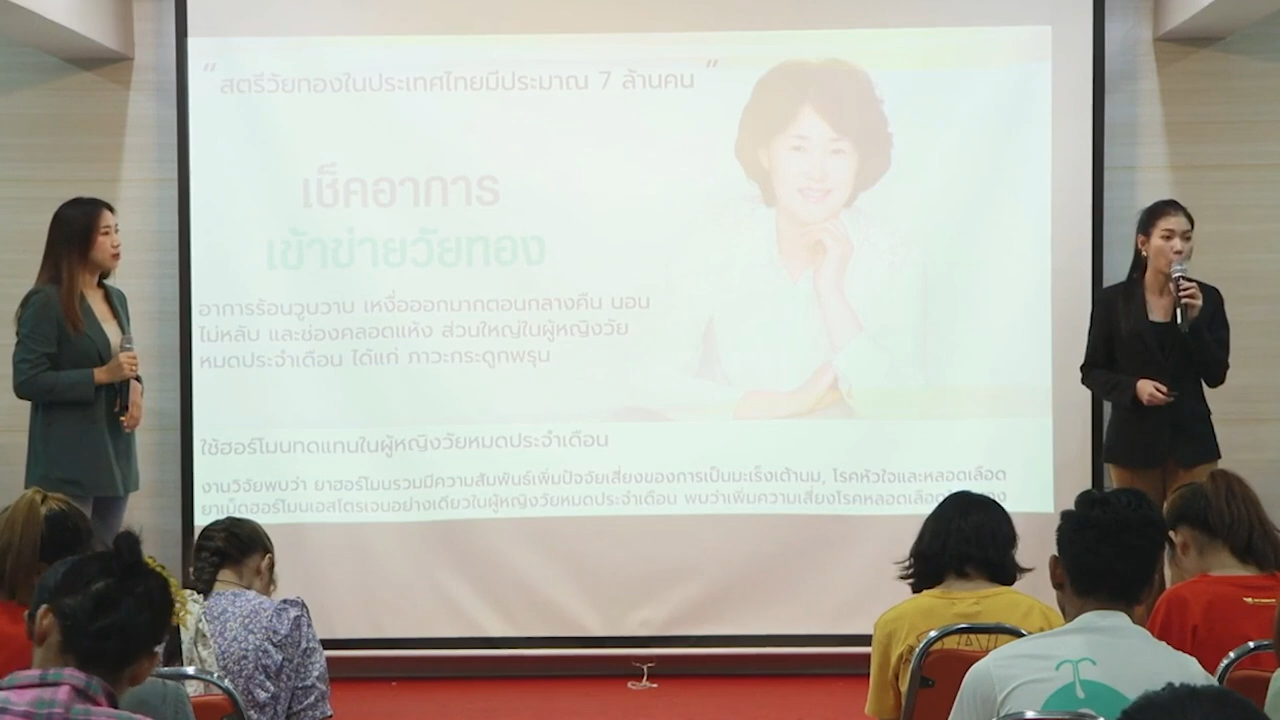 “ สตรีวัยทองในประเทศไทยมีประมาณ 7 ล้านคน ”
เช็คอาการ
เข้าข่ายวัยทอง
อาการร้อนวูบวาบ เหงื่อออกมากตอนกลางคืน นอน
ไม่หลับ และช่องคลอดแห้ง ส่วนใหญ่ในผู้หญิงวัย
หมดประจำเดือน ได้แก่ ภาวะกระดูกพรุน
ใช้ฮอร์โมนทดแทนในผู้หญิงวัยหมดประจำเดือน
งานวิจัยพบว่า ยาฮอร์โมนรวมมีความสัมพันธ์เพิ่มปัจจัยเสี่ยงของการเป็นมะเร็งเต้านม, โรคหัวใจและหลอดเลือด
ยาเม็ดฮอร์โมนเอสโตรเจนอย่างเดียวในผู้หญิงวัยหมดประจำเดือน พบว่าเพิ่มความเสี่ยงโรคหลอดเลือด